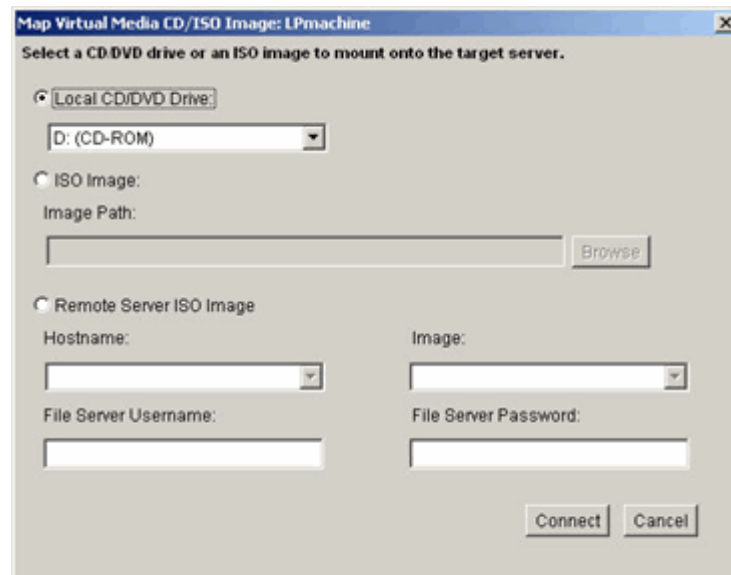 Map Virtual Media CD/ISO Image: LPmachine
Select a CD/DVD drive or an ISO image to mount onto the target server.
Local CD/DVD Drive:
D: (CD-ROM)
ISO Image:
Image Path:
Browse
Remote Server ISO Image
Hostname:
Image:
File Server Username:
File Server Password:
Connect
Cancel